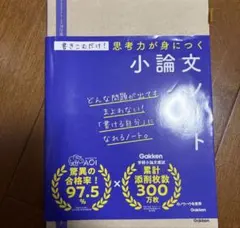 書きこむだけ！
思考力が身につく
小論文
ノート
どんな問題が出ても
まよわない！
「書ける自分」に
なれるノート。
AO!
驚異の
合格率！
97.5
%
×
Gakken
累計
添削枚数
300
万枚
Gakken